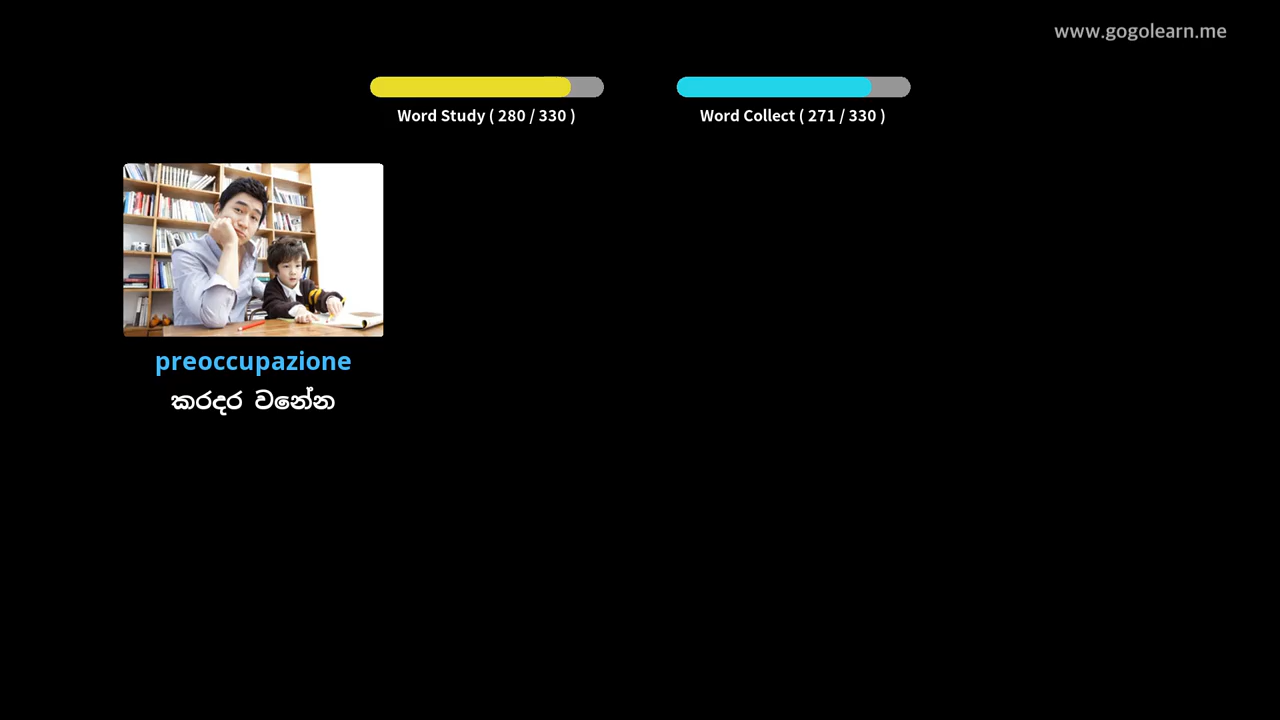 www.gogolearn.me
Word Study ( 280 / 330 )
Word Collect ( 271 / 330 )
preoccupazione
කරදර වනේන